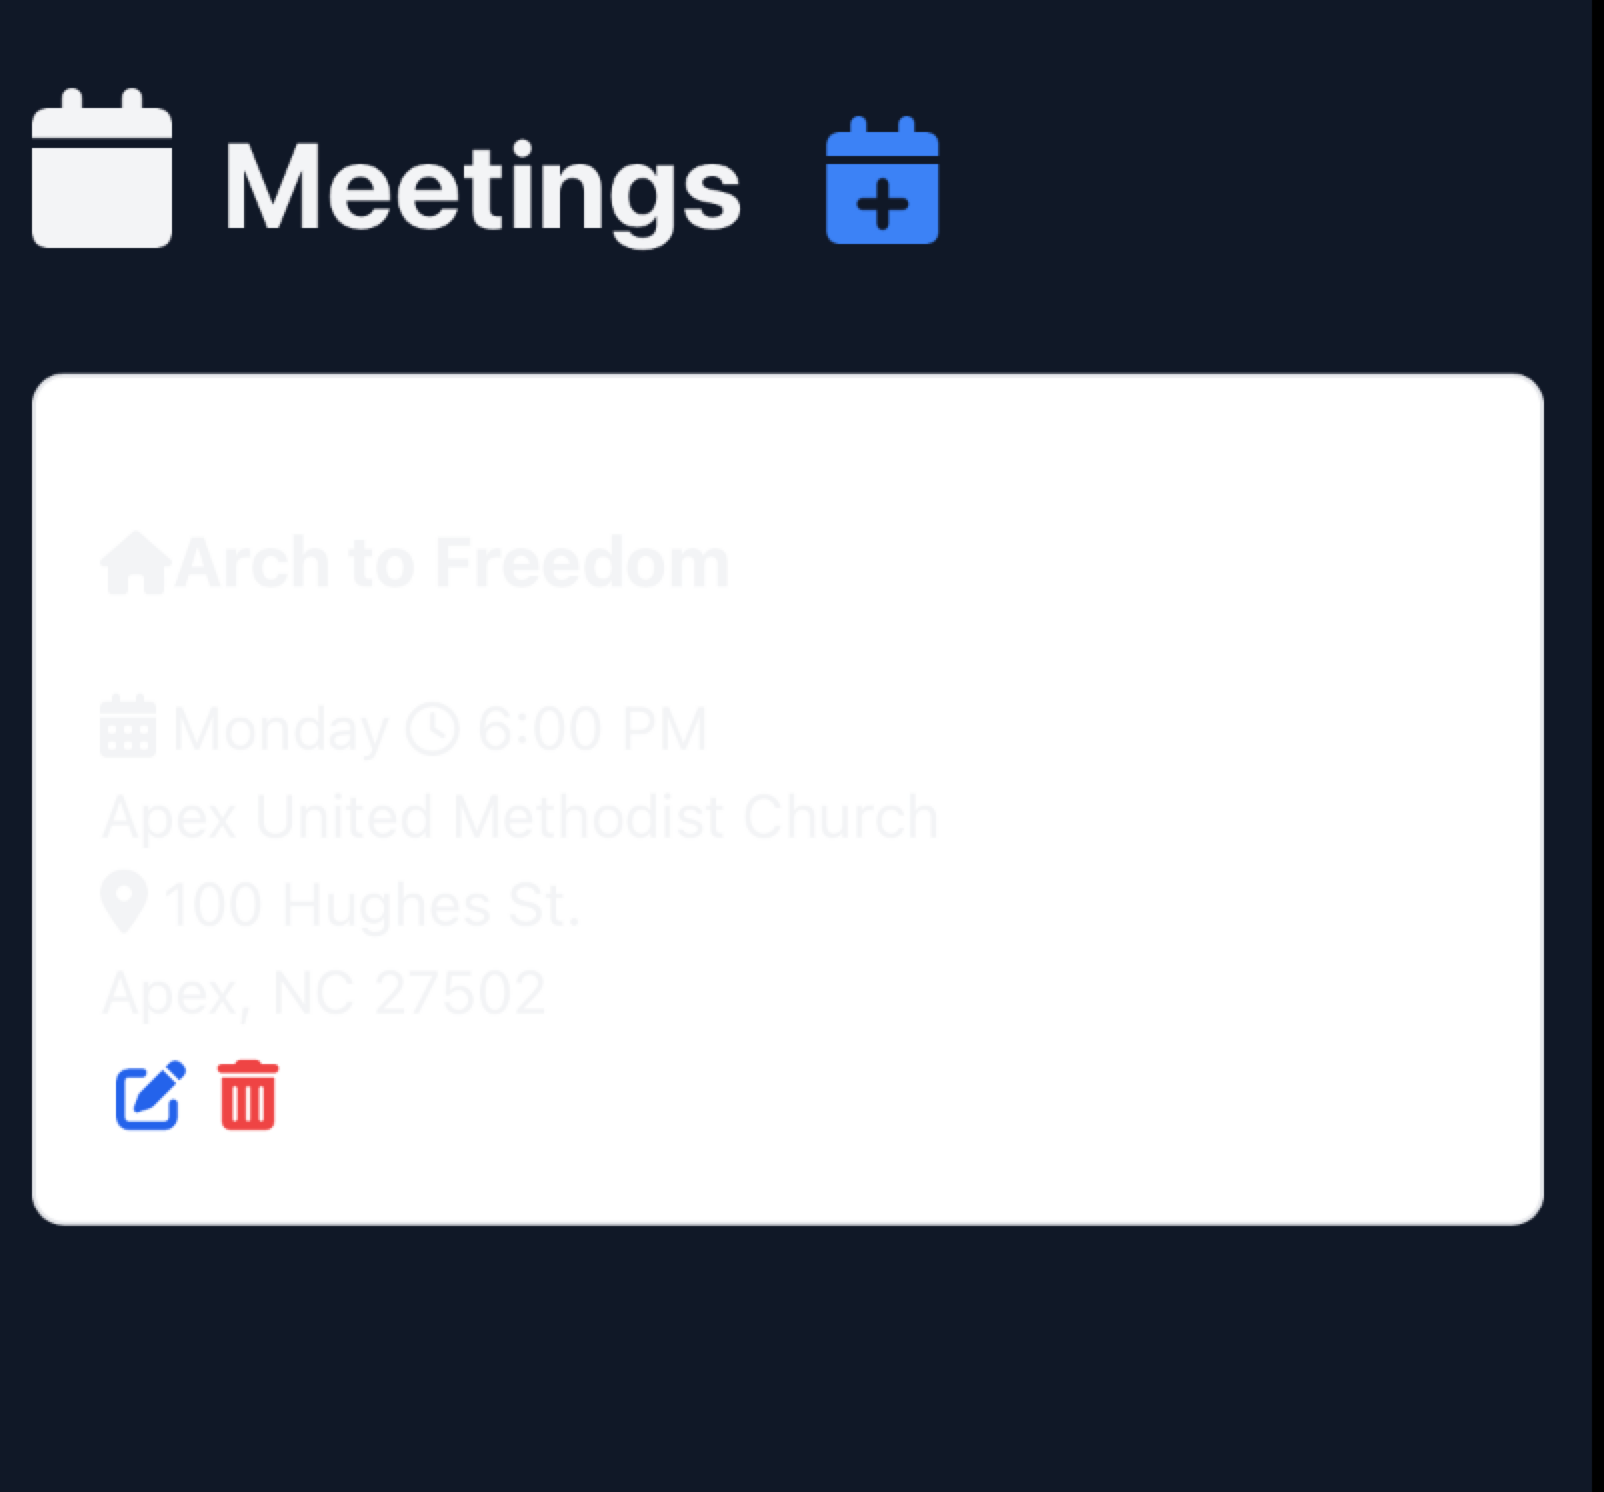 Meetings
Arch to Freedom
Monday 6:00 PM
Apex United Methodist Church
100 Hughes St.
Apex, NC 27502